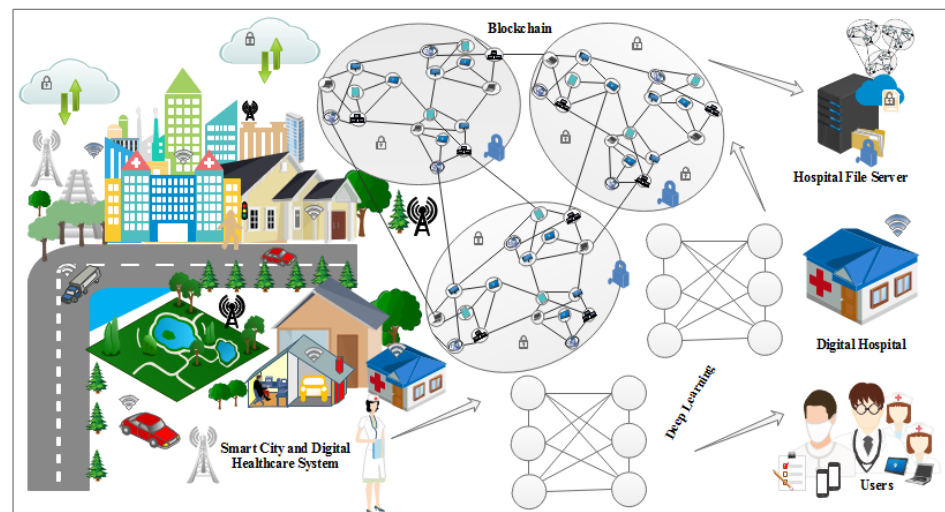 Blockchain
Hospital File Server
Digital Hospital
Deep Learning
Smart City and Digital
Healthcare System
Users